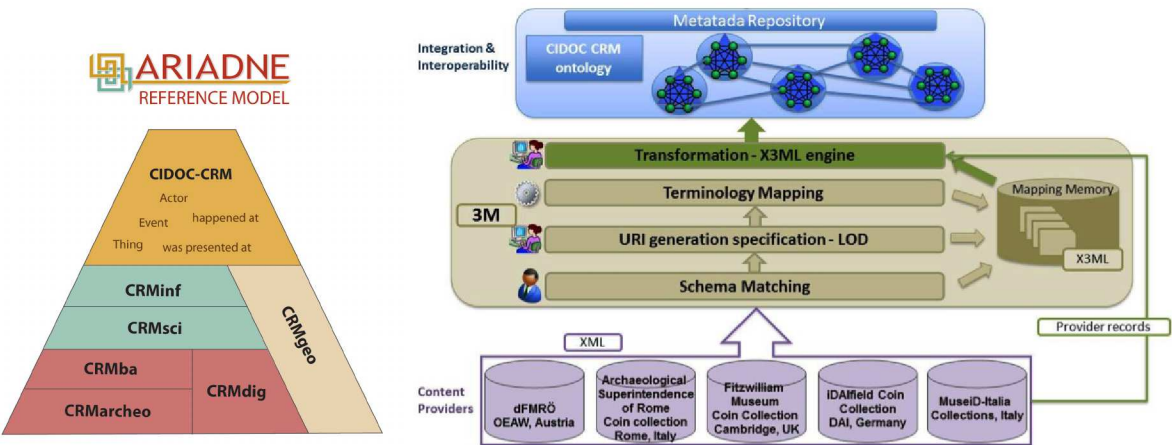 ARIADNE
REFERENCE MODEL
CIDOC-CRM
Actor
Event
happened at
Thing
was presented at
CRMinf
CRMsci
CRMgeo
CRMba
CRMdig
CRMarcheo
Metatada Repository
Integration &
Interoperability
CIDOC CRM
ontology
Transformation - X3ML engine
Terminology Mapping
3M
URI generation specification - LOD
Schema Matching
Mapping Memory
X3ML
Provider records
XML
Content
Providers
dFMRÖ
OEAW, Austria
Archaeological
Superintendence
of Rome
Coin collection
Rome, Italy
Fitzwilliam
Museum
Coin Collection
Cambridge, UK
iDAIfield Coin
Collection
DAI, Germany
MuseiD-Italia
Collections, Italy